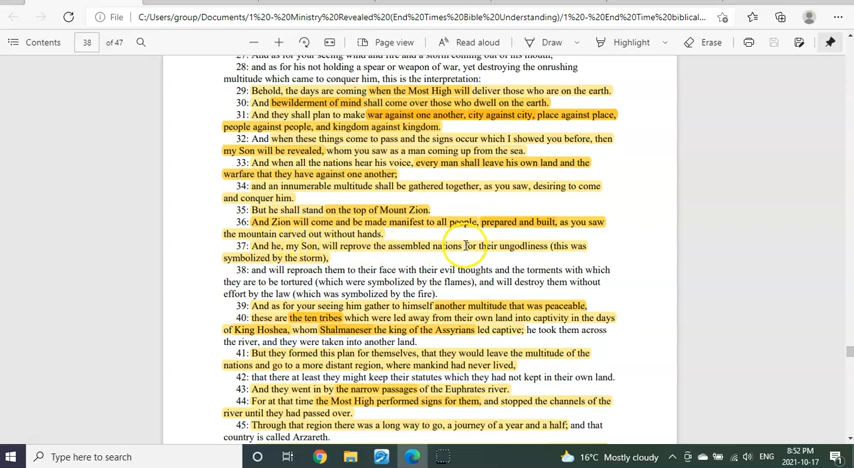 File
C:/Users/group/Documents/1%20-%20Ministry%20Revealed(End%20Times%20Bible%20Understanding)/1%20-%20End%20Time%20biblical...
Contents 38 of 47 Page view Read aloud Draw Highlight Erase
28: and as for his not holding a spear or weapon of war, yet destroying the onrushing
multitude which came to conquer him, this is the interpretation:
29: Behold, the days are coming when the Most High will deliver those who are on the earth.
30: And bewilderment of mind shall come over those who dwell on the earth.
31: And they shall plan to make war against one another, city against city, place against place,
people against people, and kingdom against kingdom.
32: And when these things come to pass and the signs occur which I showed you before, then
my Son will be revealed, whom you saw as a man coming up from the sea.
33: And when all the nations hear his voice, every man shall leave his own land and the
warfare that they have against one another;
34: and an innumerable multitude shall be gathered together, as you saw, desiring to come
and conquer him.
35: But he shall stand on the top of Mount Zion.
36: And Zion will come and be made manifest to all people, prepared and built, as you saw
the mountain carved out without hands.
37: And he, my Son, will reprove the assembled nations for their ungodliness (this was
symbolized by the storm),
38: and will reproach them to their face with their evil thoughts and the torments with which
they are to be tortured (which were symbolized by the flames), and will destroy them without
effort by the law (which was symbolized by the fire).
39: And as for your seeing him gather to himself another multitude that was peaceable,
40: these are the ten tribes which were led away from their own land into captivity in the days
of King Hoshea, whom Shalmaneser the king of the Assyrians led captive; he took them across
the river, and they were taken into another land.
41: But they formed this plan for themselves, that they would leave the multitude of the
nations and go to a more distant region, where mankind had never lived,
42: that there at least they might keep their statutes which they had not kept in their own land.
43: And they went in by the narrow passages of the Euphrates river.
44: For at that time the Most High performed signs for them, and stopped the channels of the
river until they had passed over.
45: Through that region there was a long way to go, a journey of a year and a half; and that
country is called Arzareth.
Type here to search
16°C Mostly cloudy ENG
8:52 PM
2021-10-17